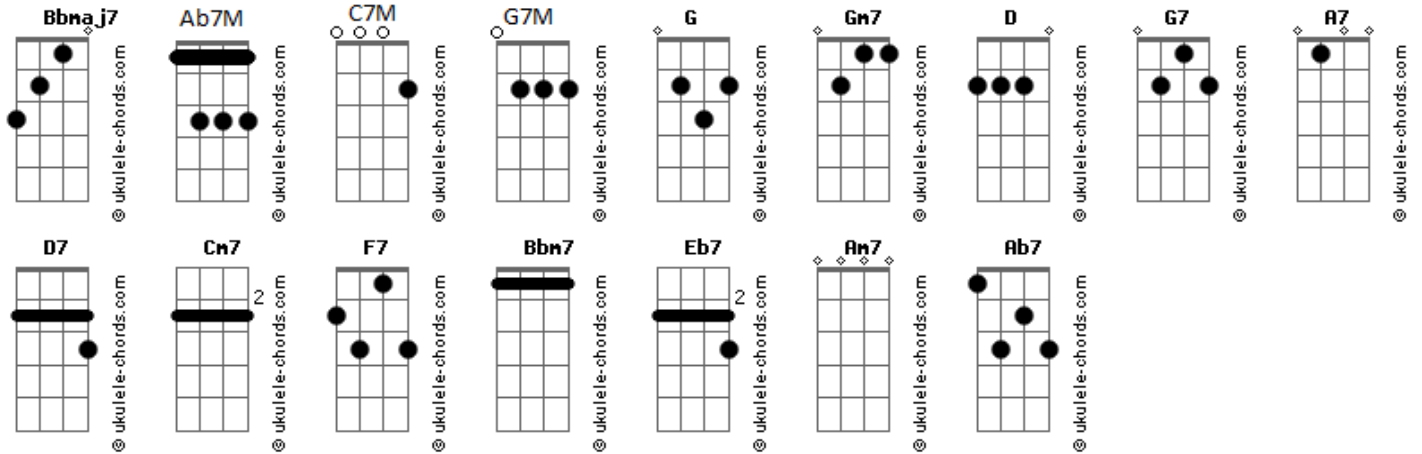 Bbmaj7 Ab7M C7M G7M G Gm7 D G7 A7
© ukulele-chords.com © ukulele-chords.com © ukulele-chords.com © ukulele-chords.com © ukulele-chords.com © ukulele-chords.com © ukulele-chords.com © ukulele-chords.com © ukulele-chords.com
D7 Cm7 F7 Bbm7 Eb7 Am7 Ab7
2 2
© ukulele-chords.com © ukulele-chords.com © ukulele-chords.com © ukulele-chords.com © ukulele-chords.com © ukulele-chords.com © ukulele-chords.com